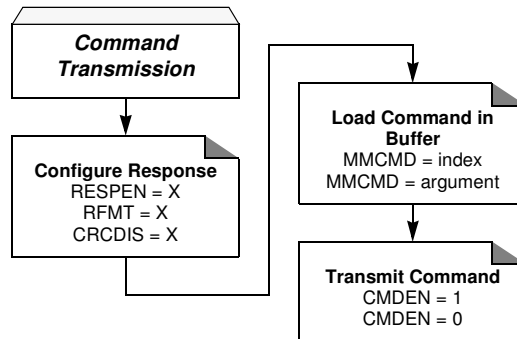 Command
Transmission
Configure Response
RESPEN = X
RFMT = X
CRCDIS = X
Load Command in
Buffer
MMCMD = index
MMCMD = argument
Transmit Command
CMDEN = 1
CMDEN = 0